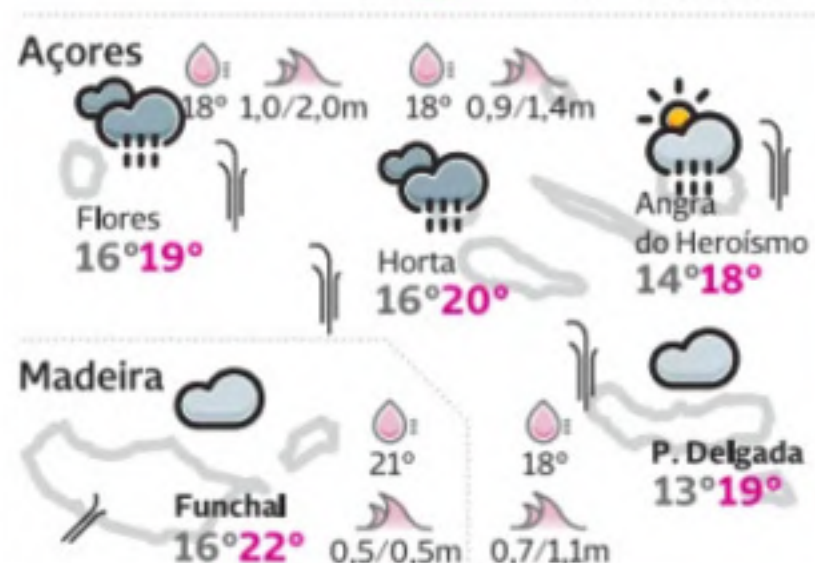 Açores
18° 1,0/2,0m
18° 0,9/1,4m
Flores
16° 19°
Horta
16° 20°
Angra
do Heroísmo
14° 18°
Madeira
21°
0,5/0,5m
Funchal
16° 22°
18°
0,7/1,1m
P. Delgada
13° 19°